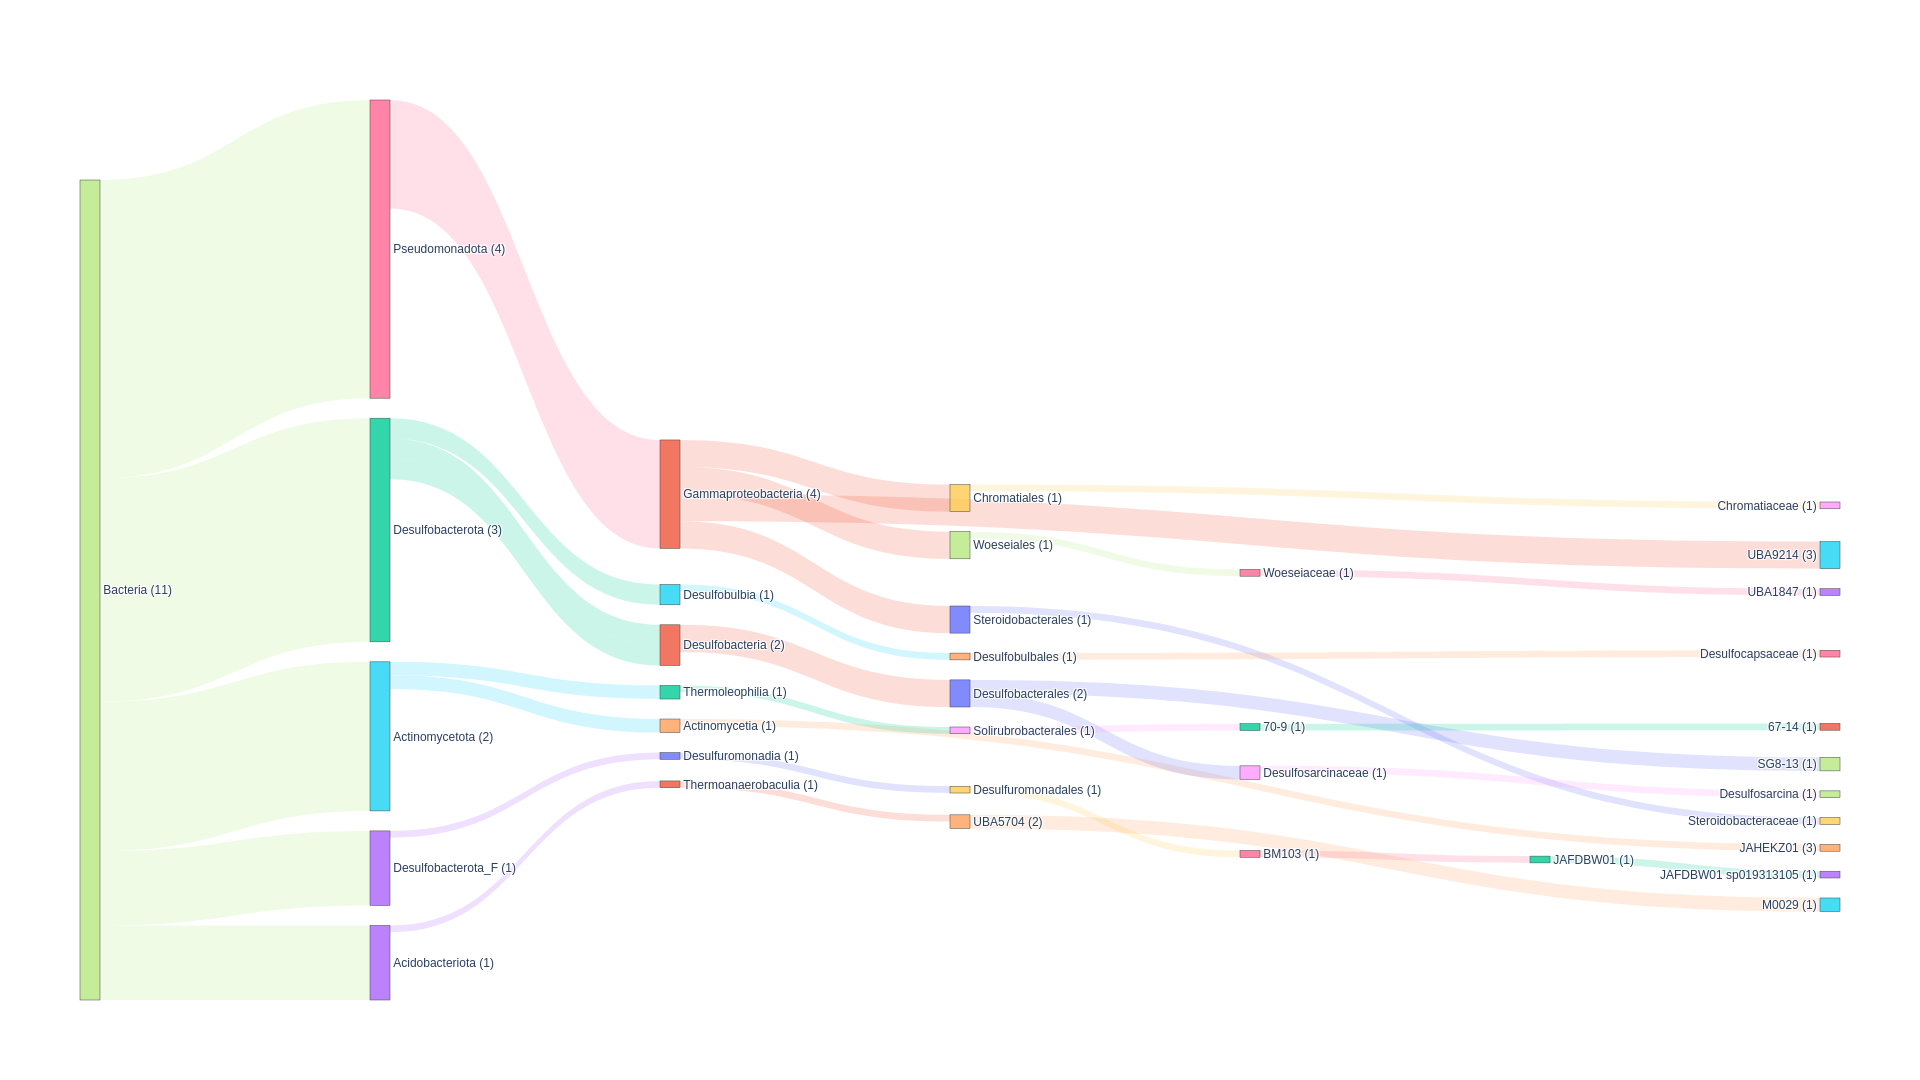 Bacteria (11)
Pseudomonadota (4)
Desulfobacterota (3)
Actinomycetota (2)
Desulfobacterota_F (1)
Acidobacteriota (1)
Gammaproteobacteria (4)
Desulfobulbia (1)
Desulfobacteria (2)
Thermoleophilia (1)
Actinomycetia (1)
Desulfuromonadia (1)
Thermoanaerobaculia (1)
Chromatiales (1)
Woeseiales (1)
Steroidobacterales (1)
Desulfobulbales (1)
Desulfobacterales (2)
Solirubrobacterales (1)
Desulfuromonadales (1)
UBA5704 (2)
Woeseiaceae (1)
70-9 (1)
Desulfosarcinaceae (1)
BM103 (1)
JAFDBW01 (1)
Chromatiaceae (1)
UBA9214 (3)
UBA1847 (1)
Desulfocapsaceae (1)
67-14 (1)
SG8-13 (1)
Desulfosarcina (1)
Steroidobacteraceae (1)
JAHEKZ01 (3)
JAFDBW01 sp019313105 (1)
M0029 (1)